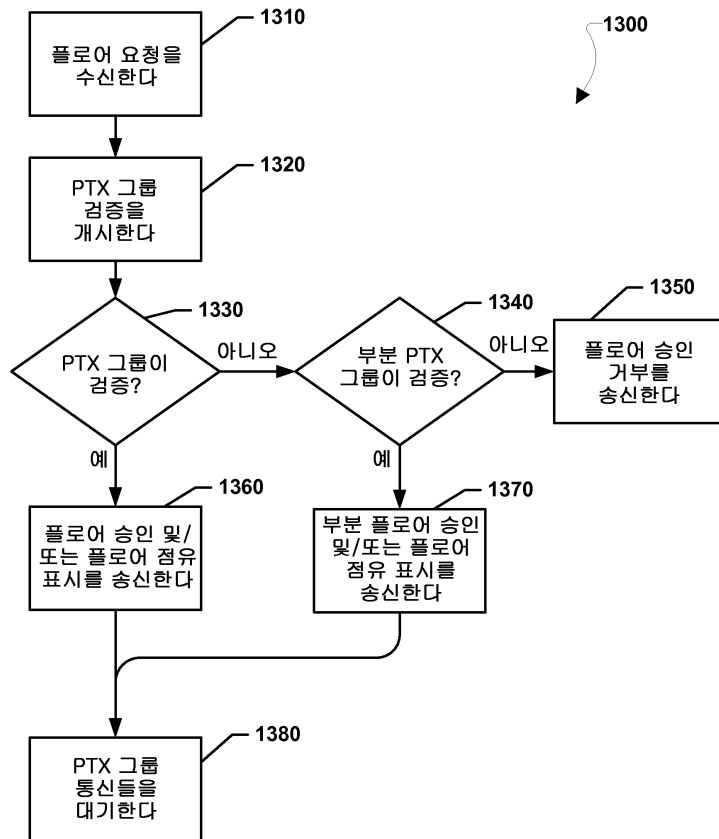 1300
1310
플로어 요청을
수신한다
1320
PTX 그룹
검증을
개시한다
1330
PTX 그룹이
검증?
아니오
예
1340
부분 PTX
그룹이 검증?
아니오
예
1350
플로어 승인
거부를
송신한다
1360
플로어 승인 및/
또는 플로어 점유
표시를 송신한다
1370
부분 플로어 승인
및/또는 플로어
점유 표시를
송신한다
1380
PTX 그룹
통신들을
대기한다